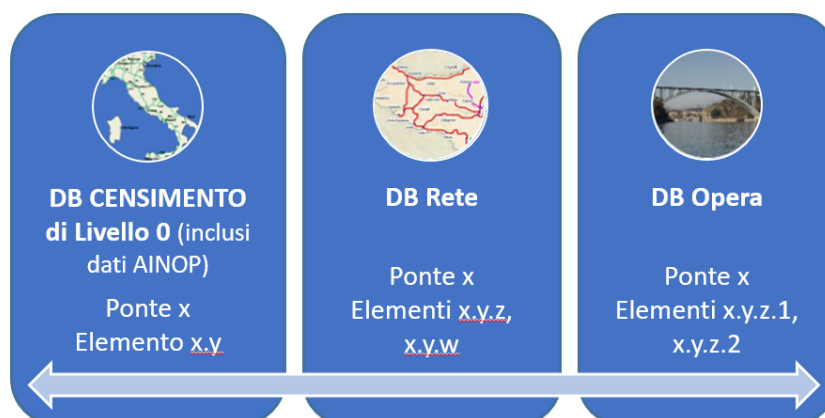 DB CENSIMENTO
di Livello 0 (inclusi
dati AINOP)
Ponte x
Elemento x.y
DB Rete
Ponte x
Elementi x.y.z,
x.y.w
DB Opera
Ponte x
Elementi x.y.z.1,
x.y.z.2